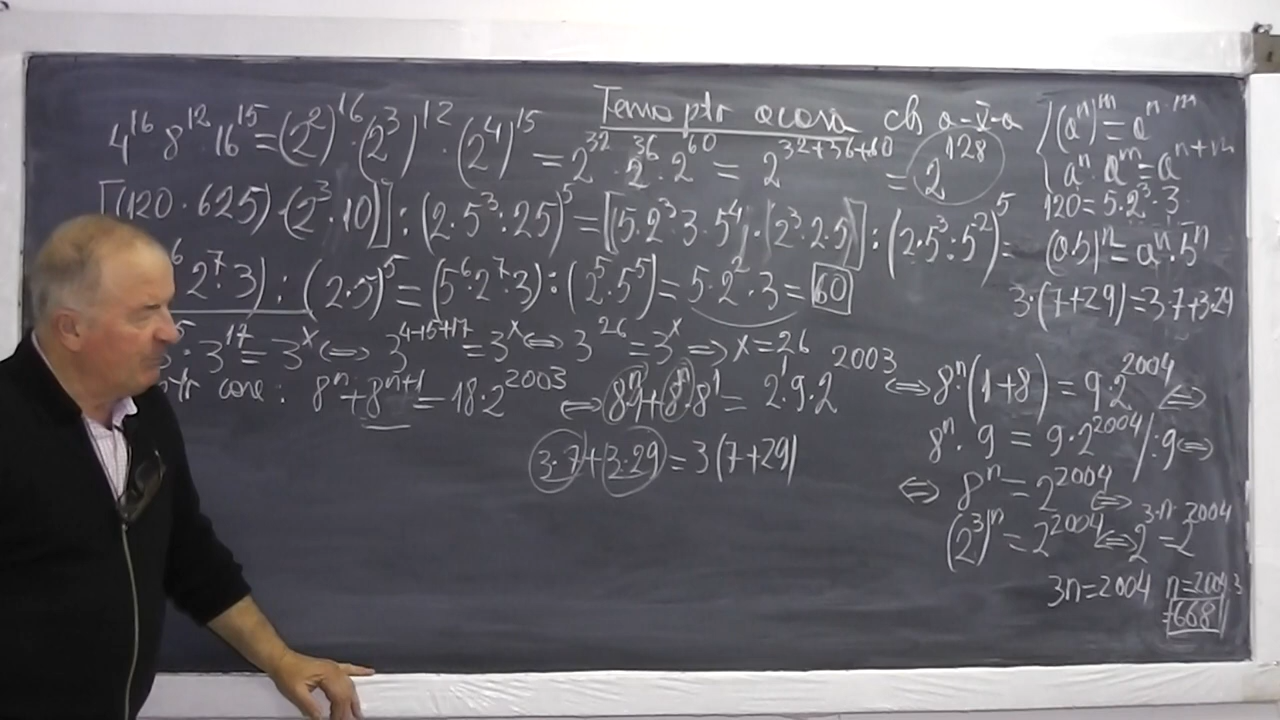 Tema ptr acasa cls a-V-a
4^16 · 8^12 · 16^15 = (2^2)^16 · (2^3)^12 · (2^4)^15 = 2^32 · 2^36 · 2^60 = 2^(32+36+60) = 2^128
[(120 · 625) · (2^3 · 10)] : (2 · 5^3 : 25)^5 = [(5 · 2^3 · 3 · 5^4) · (2^3 · 2 · 5)] : (2 · 5^3 : 5^2)^5 =
6 2^7 · 3) : (2 · 5)^5 = (5^6 · 2^7 · 3) : (2^5 · 5^5) = 5 · 2^2 · 3 = 60
5 · 3^17 = 3^x ⇔ 3^(4+5+17) = 3^x ⇔ 3^26 = 3^x ⇒ x = 26
care : 8^n + 8^(n+1) = 18 · 2^2003 ⇔ 8^n + 8^n · 8^1 = 2^1 · 9 · 2^2003 ⇔ 8^n · (1+8) = 9 · 2^2004 ⇔
8^n · 9 = 9 · 2^2004 / : 9 ⇔
⇔ 8^n = 2^2004 ⇔
(2^3)^n = 2^2004 ⇔ 2^(3·n) = 2^2004
3n = 2004 n = 2004:3
= 668
3·7 + 3·29 = 3(7+29)
(a^n)^m = a^(n·m)
a^n · a^m = a^(n+m)
120 = 5 · 2^3 · 3
(a·b)^n = a^n · b^n
3 · (7+29) = 3·7 + 3·29